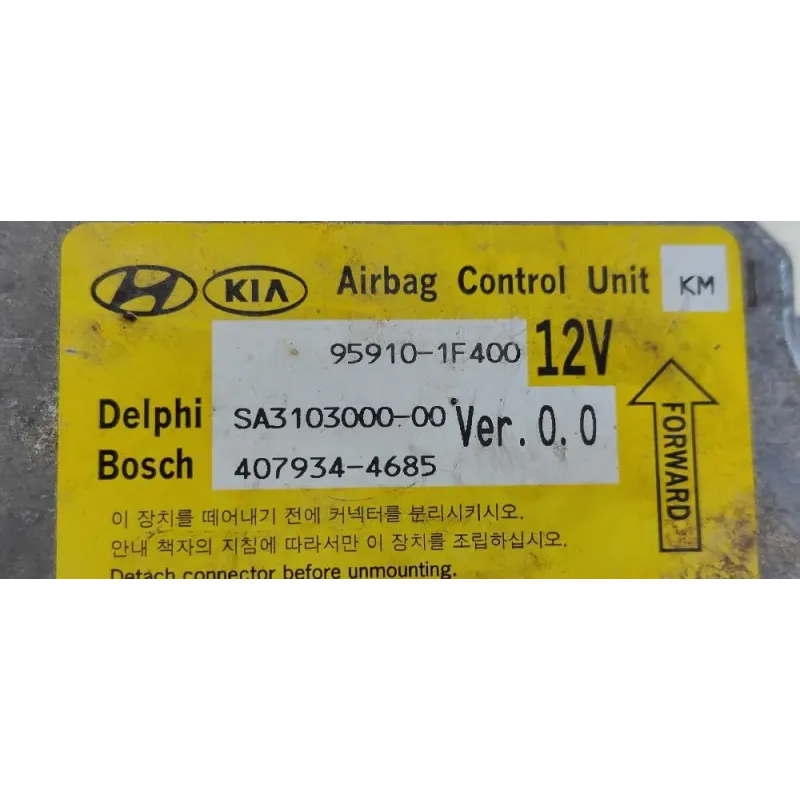 KIA Airbag Control Unit KM
95910-1F400 12V
Delphi SA3103000-00 Ver. 0.0
Bosch 407934-4685
FORWARD
이 장치를 떼어내기 전에 커넥터를 분리시키시오.
안내 책자의 지침에 따라서만 이 장치를 조립하십시오.
Detach connector before unmounting.